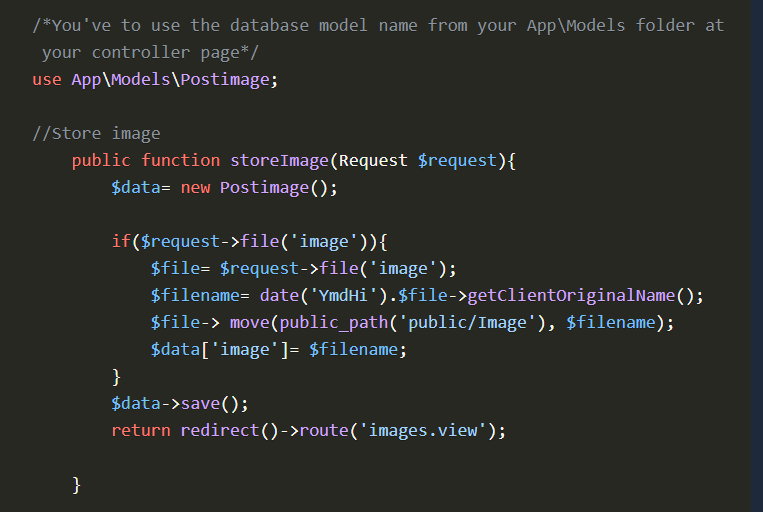 /*You've to use the database model name from your App\Models folder at
your controller page*/
use App\Models\Postimage;
//Store image
public function storeImage(Request $request){
$data= new Postimage();
if($request->file('image')){
$file= $request->file('image');
$filename= date('YmdHi').$file->getClientOriginalName();
$file-> move(public_path('public/Image'), $filename);
$data['image']= $filename;
}
$data->save();
return redirect()->route('images.view');
}